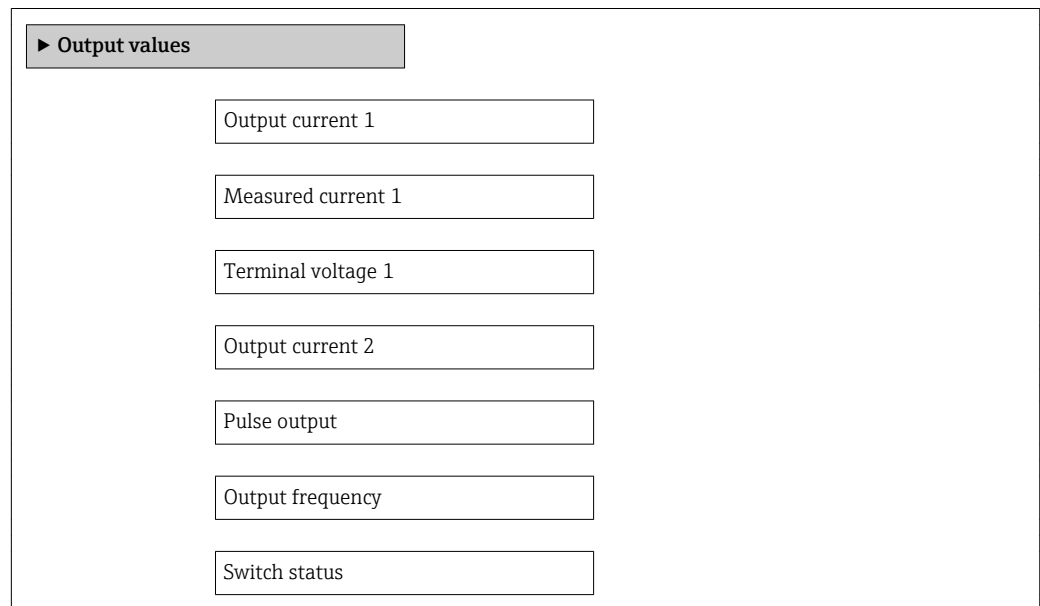 ▶ Output values
Output current 1
Measured current 1
Terminal voltage 1
Output current 2
Pulse output
Output frequency
Switch status